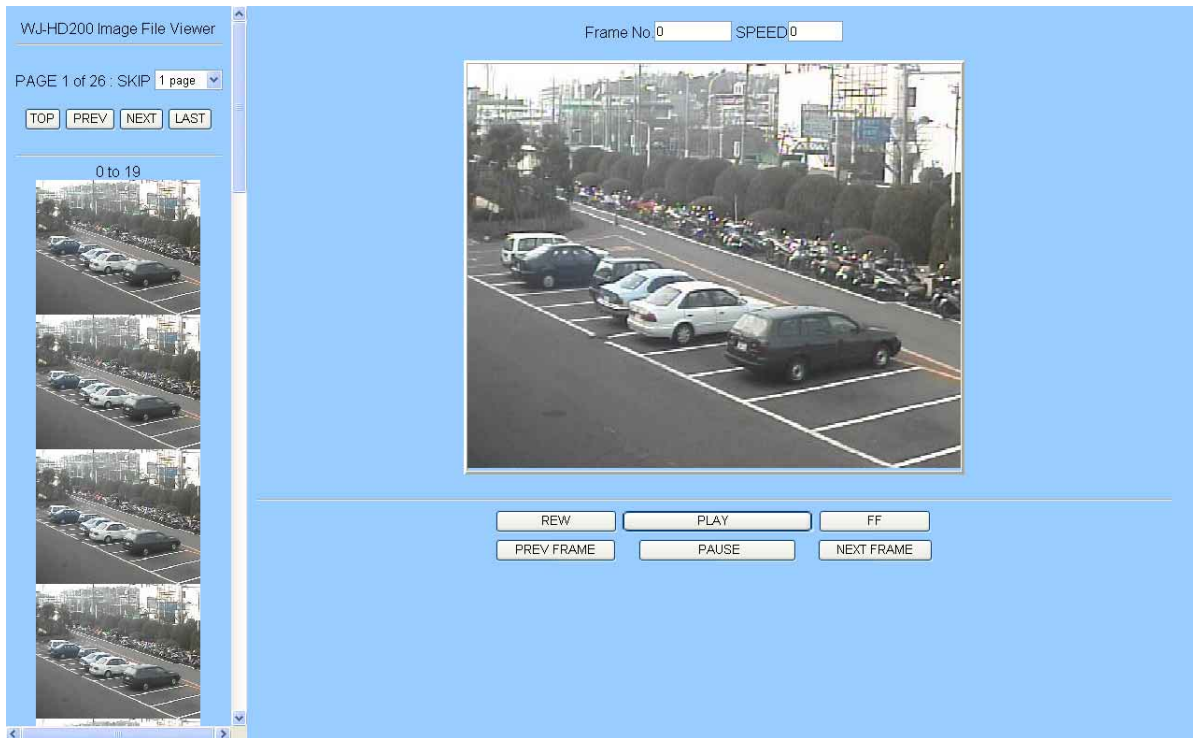 WJ-HD200 Image File Viewer
PAGE 1 of 26 : SKIP 1 page
TOP PREV NEXT LAST
0 to 19
Frame No. 0 SPEED 0
REW PLAY FF
PREV FRAME PAUSE NEXT FRAME